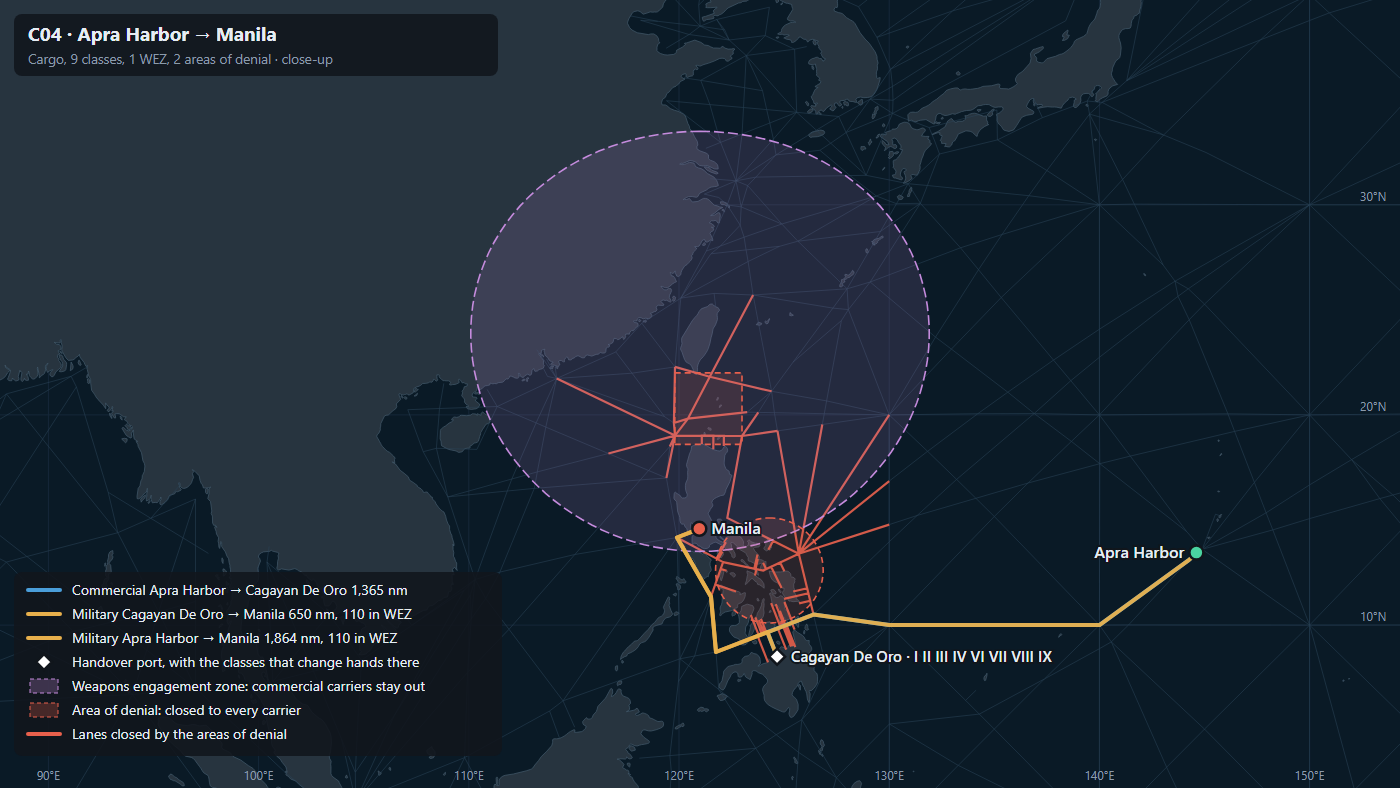 C04 · Apra Harbor → Manila
Cargo, 9 classes, 1 WEZ, 2 areas of denial · close-up
30°N
20°N
Manila
Apra Harbor
10°N
Cagayan De Oro · I II III IV VI VII VIII IX
Commercial Apra Harbor → Cagayan De Oro 1,365 nm
Military Cagayan De Oro → Manila 650 nm, 110 in WEZ
Military Apra Harbor → Manila 1,864 nm, 110 in WEZ
Handover port, with the classes that change hands there
Weapons engagement zone: commercial carriers stay out
Area of denial: closed to every carrier
Lanes closed by the areas of denial
90°E 100°E 110°E 120°E 130°E 140°E 150°E